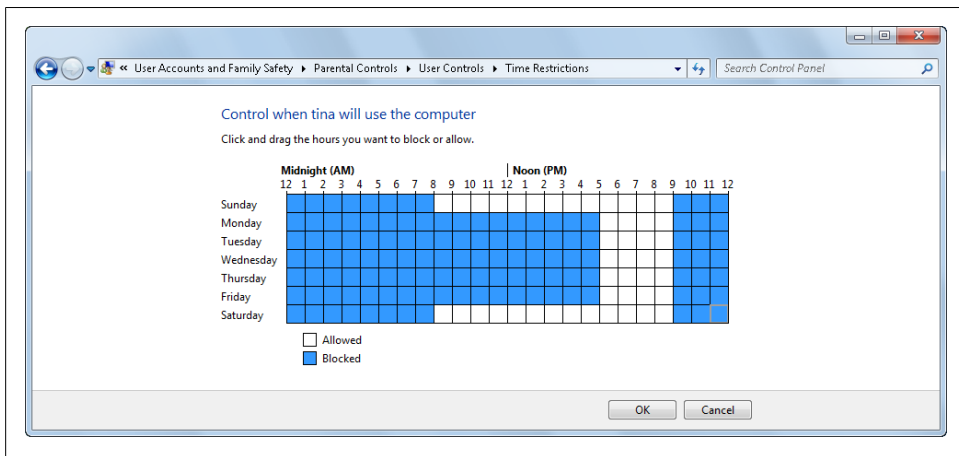 « User Accounts and Family Safety ▸ Parental Controls ▸ User Controls ▸ Time Restrictions Search Control Panel
Control when tina will use the computer
Click and drag the hours you want to block or allow.
Midnight (AM) Noon (PM)
12 1 2 3 4 5 6 7 8 9 10 11 12 1 2 3 4 5 6 7 8 9 10 11 12
Sunday
Monday
Tuesday
Wednesday
Thursday
Friday
Saturday
Allowed
Blocked
OK Cancel